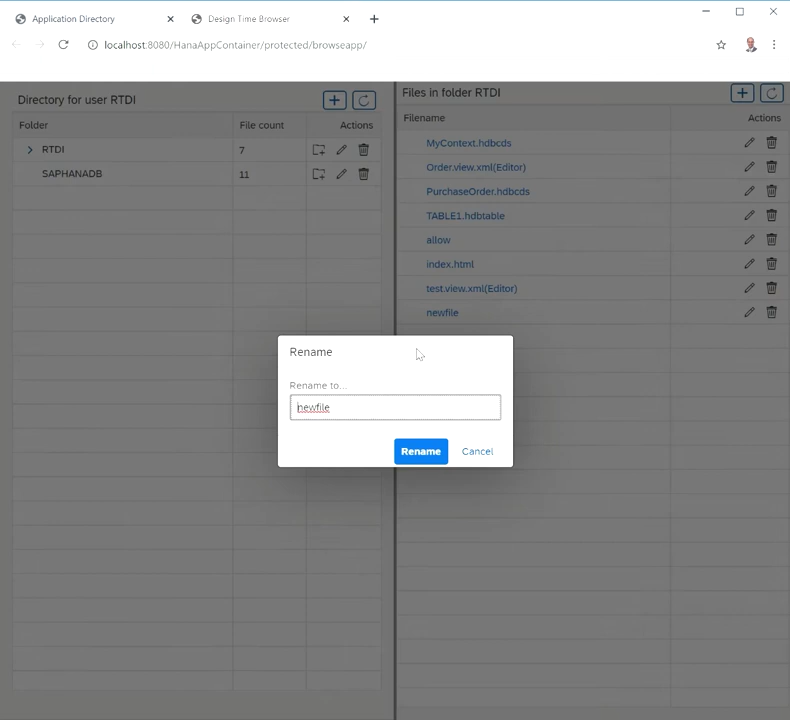 Application Directory
Design Time Browser
localhost:8080/HanaAppContainer/protected/browseapp/
Directory for user RTDI
Folder
File count
Actions
RTDI
7
SAPHANADB
11
Files in folder RTDI
Filename
Actions
MyContext.hdbcds
Order.view.xml(Editor)
PurchaseOrder.hdbcds
TABLE1.hdbtable
allow
index.html
test.view.xml(Editor)
newfile
Rename
Rename to...
newfile
Rename
Cancel